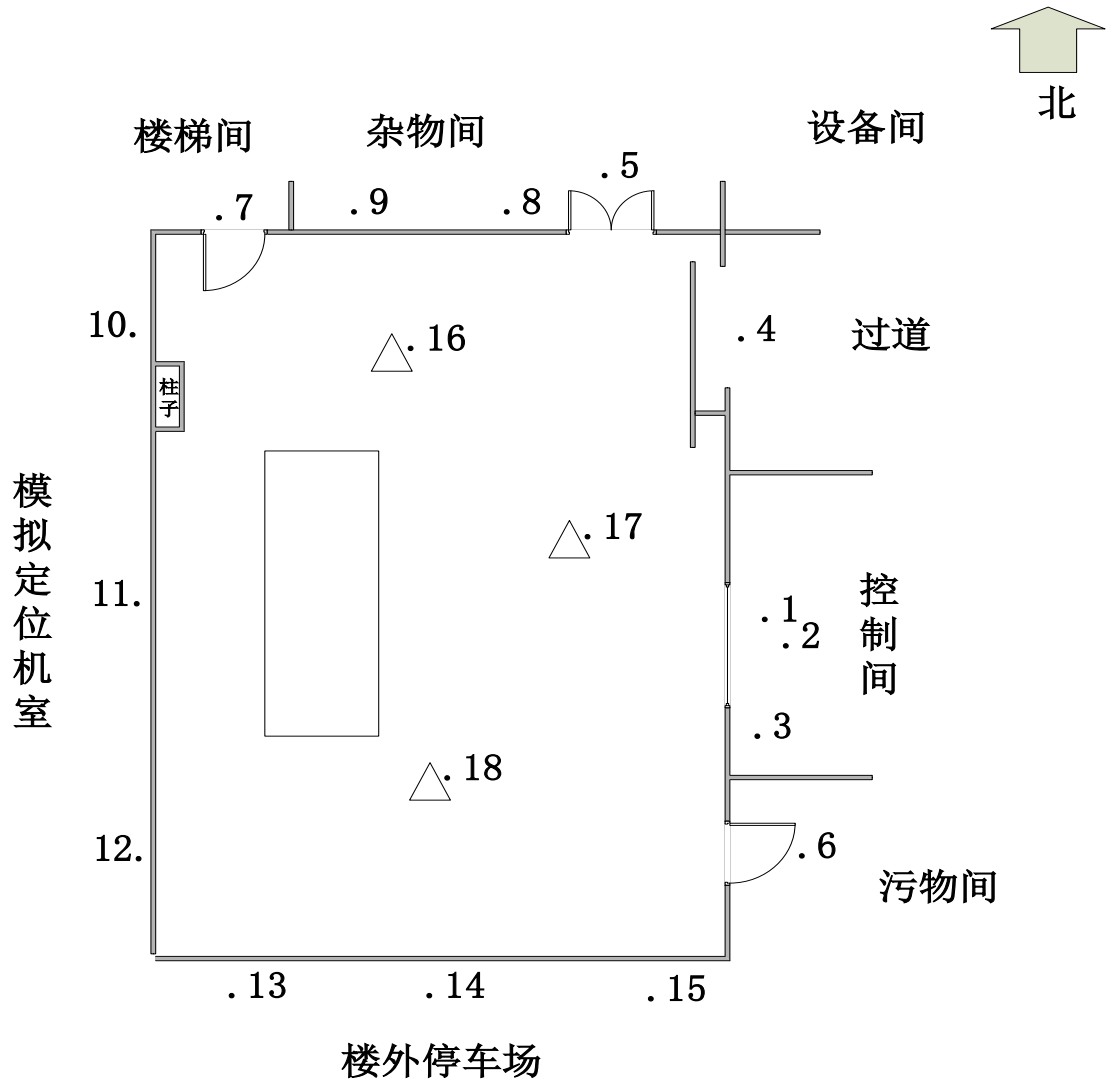 北
楼梯间
杂物间
设备间
.5
.7
.9
.8
10.
.16
.4
过道
柱子
模拟定位机室
.17
11.
.1
.2
控制间
.3
.18
12.
.6
污物间
.13
.14
.15
楼外停车场